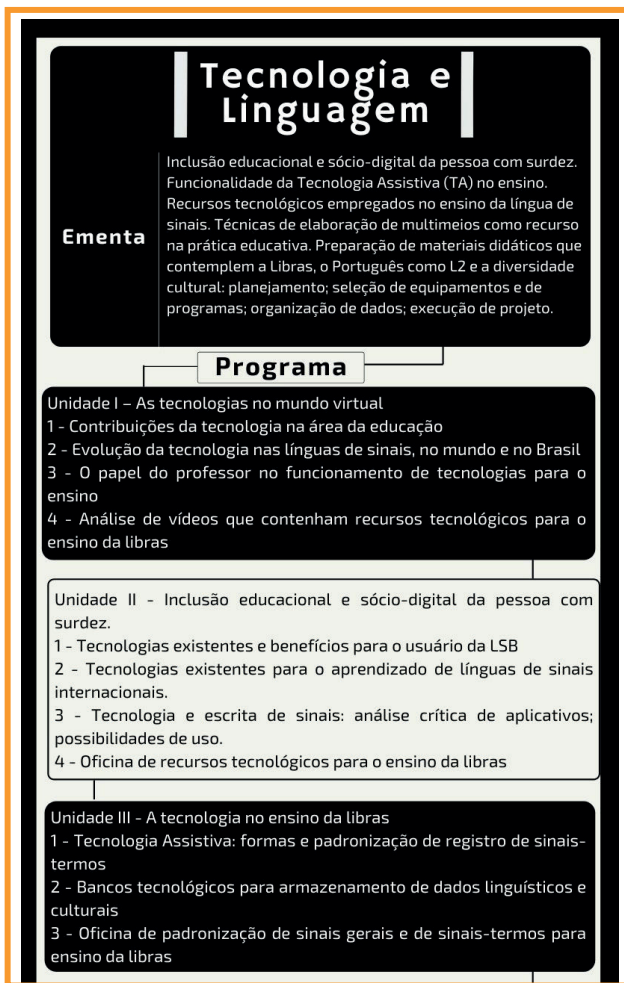 Tecnologia e
Linguagem
Ementa
Inclusão educacional e sócio-digital da pessoa com surdez.
Funcionalidade da Tecnologia Assistiva (TA) no ensino.
Recursos tecnológicos empregados no ensino da língua de
sinais. Técnicas de elaboração de multimeios como recurso
na prática educativa. Preparação de materiais didáticos que
contemplem a Libras, o Português como L2 e a diversidade
cultural: planejamento; seleção de equipamentos e de
programas; organização de dados; execução de projeto.
Programa
Unidade I – As tecnologias no mundo virtual
1 - Contribuições da tecnologia na área da educação
2 - Evolução da tecnologia nas línguas de sinais, no mundo e no Brasil
3 - O papel do professor no funcionamento de tecnologias para o
ensino
4 - Análise de vídeos que contenham recursos tecnológicos para o
ensino da libras
Unidade II - Inclusão educacional e sócio-digital da pessoa com
surdez.
1 - Tecnologias existentes e benefícios para o usuário da LSB
2 - Tecnologias existentes para o aprendizado de línguas de sinais
internacionais.
3 - Tecnologia e escrita de sinais: análise crítica de aplicativos;
possibilidades de uso.
4 - Oficina de recursos tecnológicos para o ensino da libras
Unidade III - A tecnologia no ensino da libras
1 - Tecnologia Assistiva: formas e padronização de registro de sinais-
termos
2 - Bancos tecnológicos para armazenamento de dados linguísticos e
culturais
3 - Oficina de padronização de sinais gerais e de sinais-termos para
ensino da libras